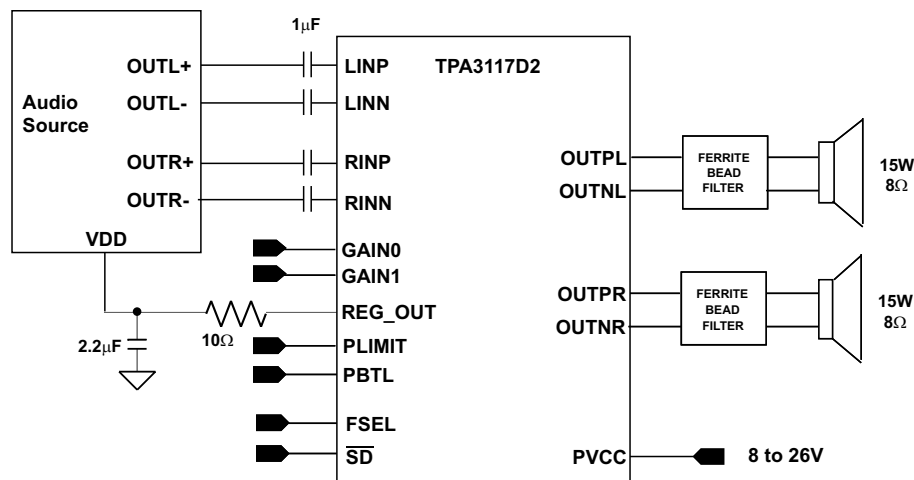 1μF
TPA3117D2
Audio
Source
OUTL+
OUTL-
OUTR+
OUTR-
VDD
LINP
LINN
RINP
RINN
GAIN0
GAIN1
REG_OUT
10Ω
2.2μF
PLIMIT
PBTL
FSEL
SD
OUTPL
OUTNL
FERRITE
BEAD
FILTER
15W
8Ω
OUTPR
OUTNR
FERRITE
BEAD
FILTER
15W
8Ω
PVCC
8 to 26V